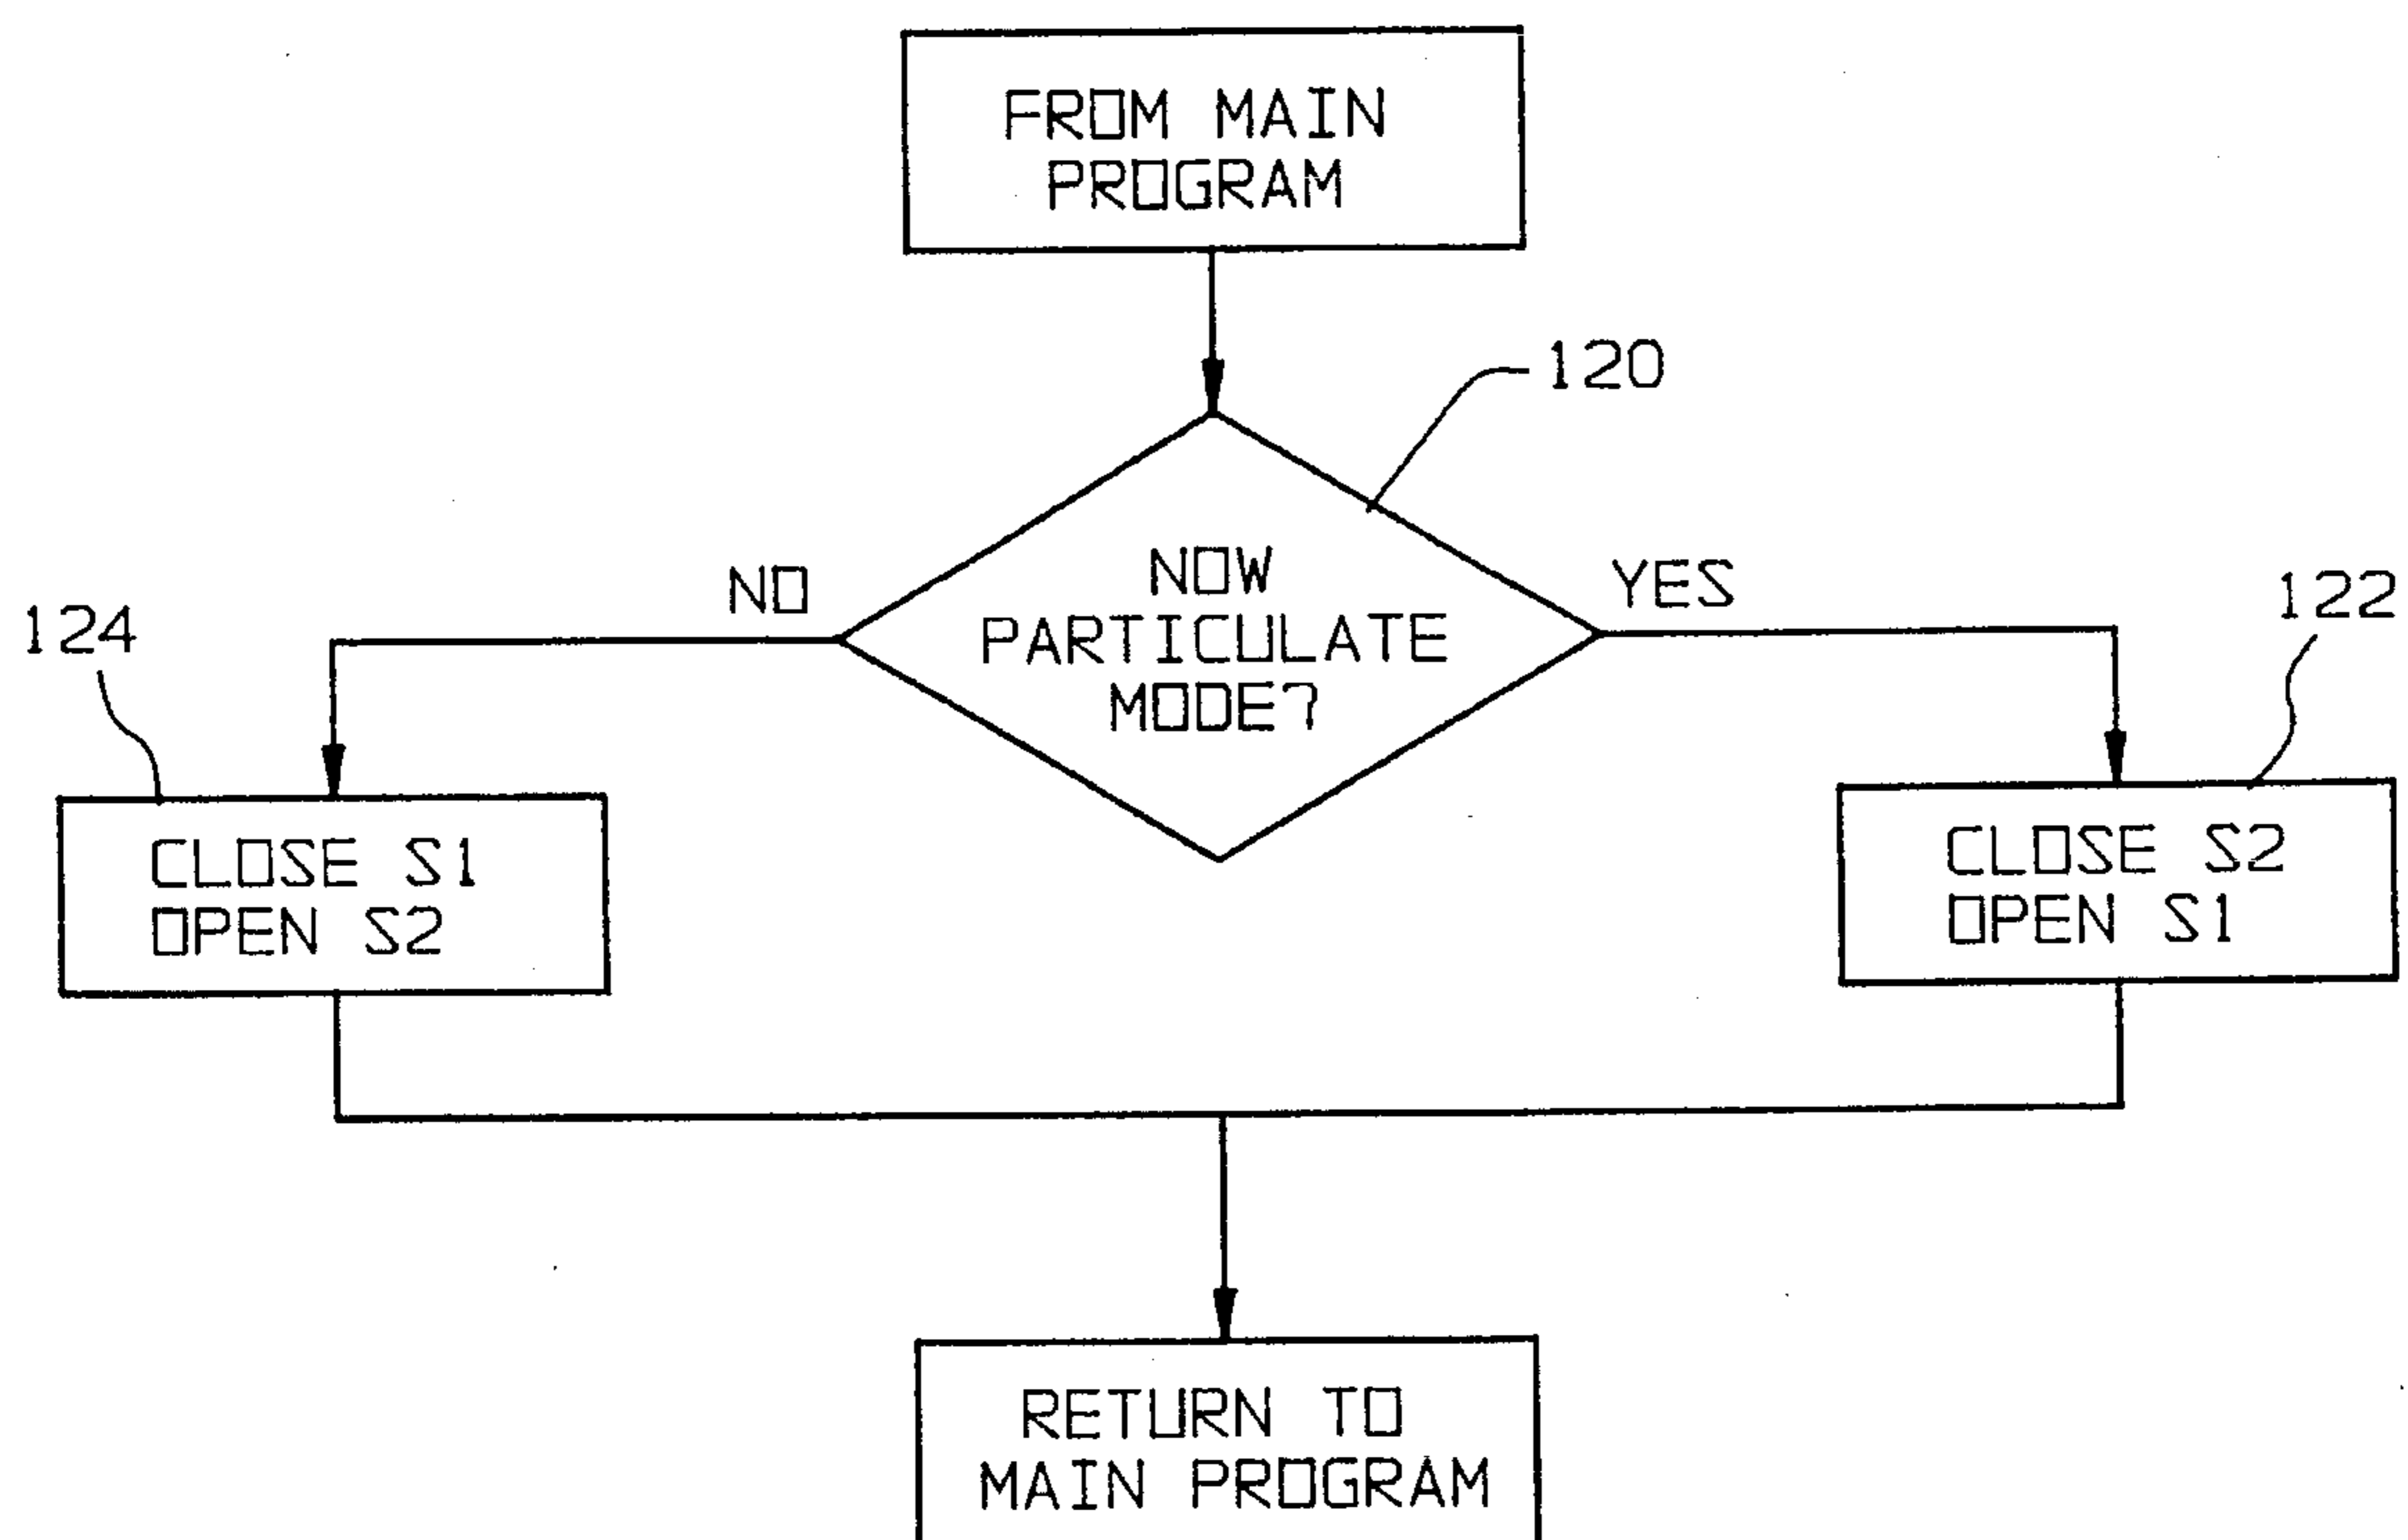 FROM MAIN
PROGRAM
120
NOW
PARTICULATE
MODE?
NO
YES
124
122
CLOSE S1
OPEN S2
CLOSE S2
OPEN S1
RETURN TO
MAIN PROGRAM